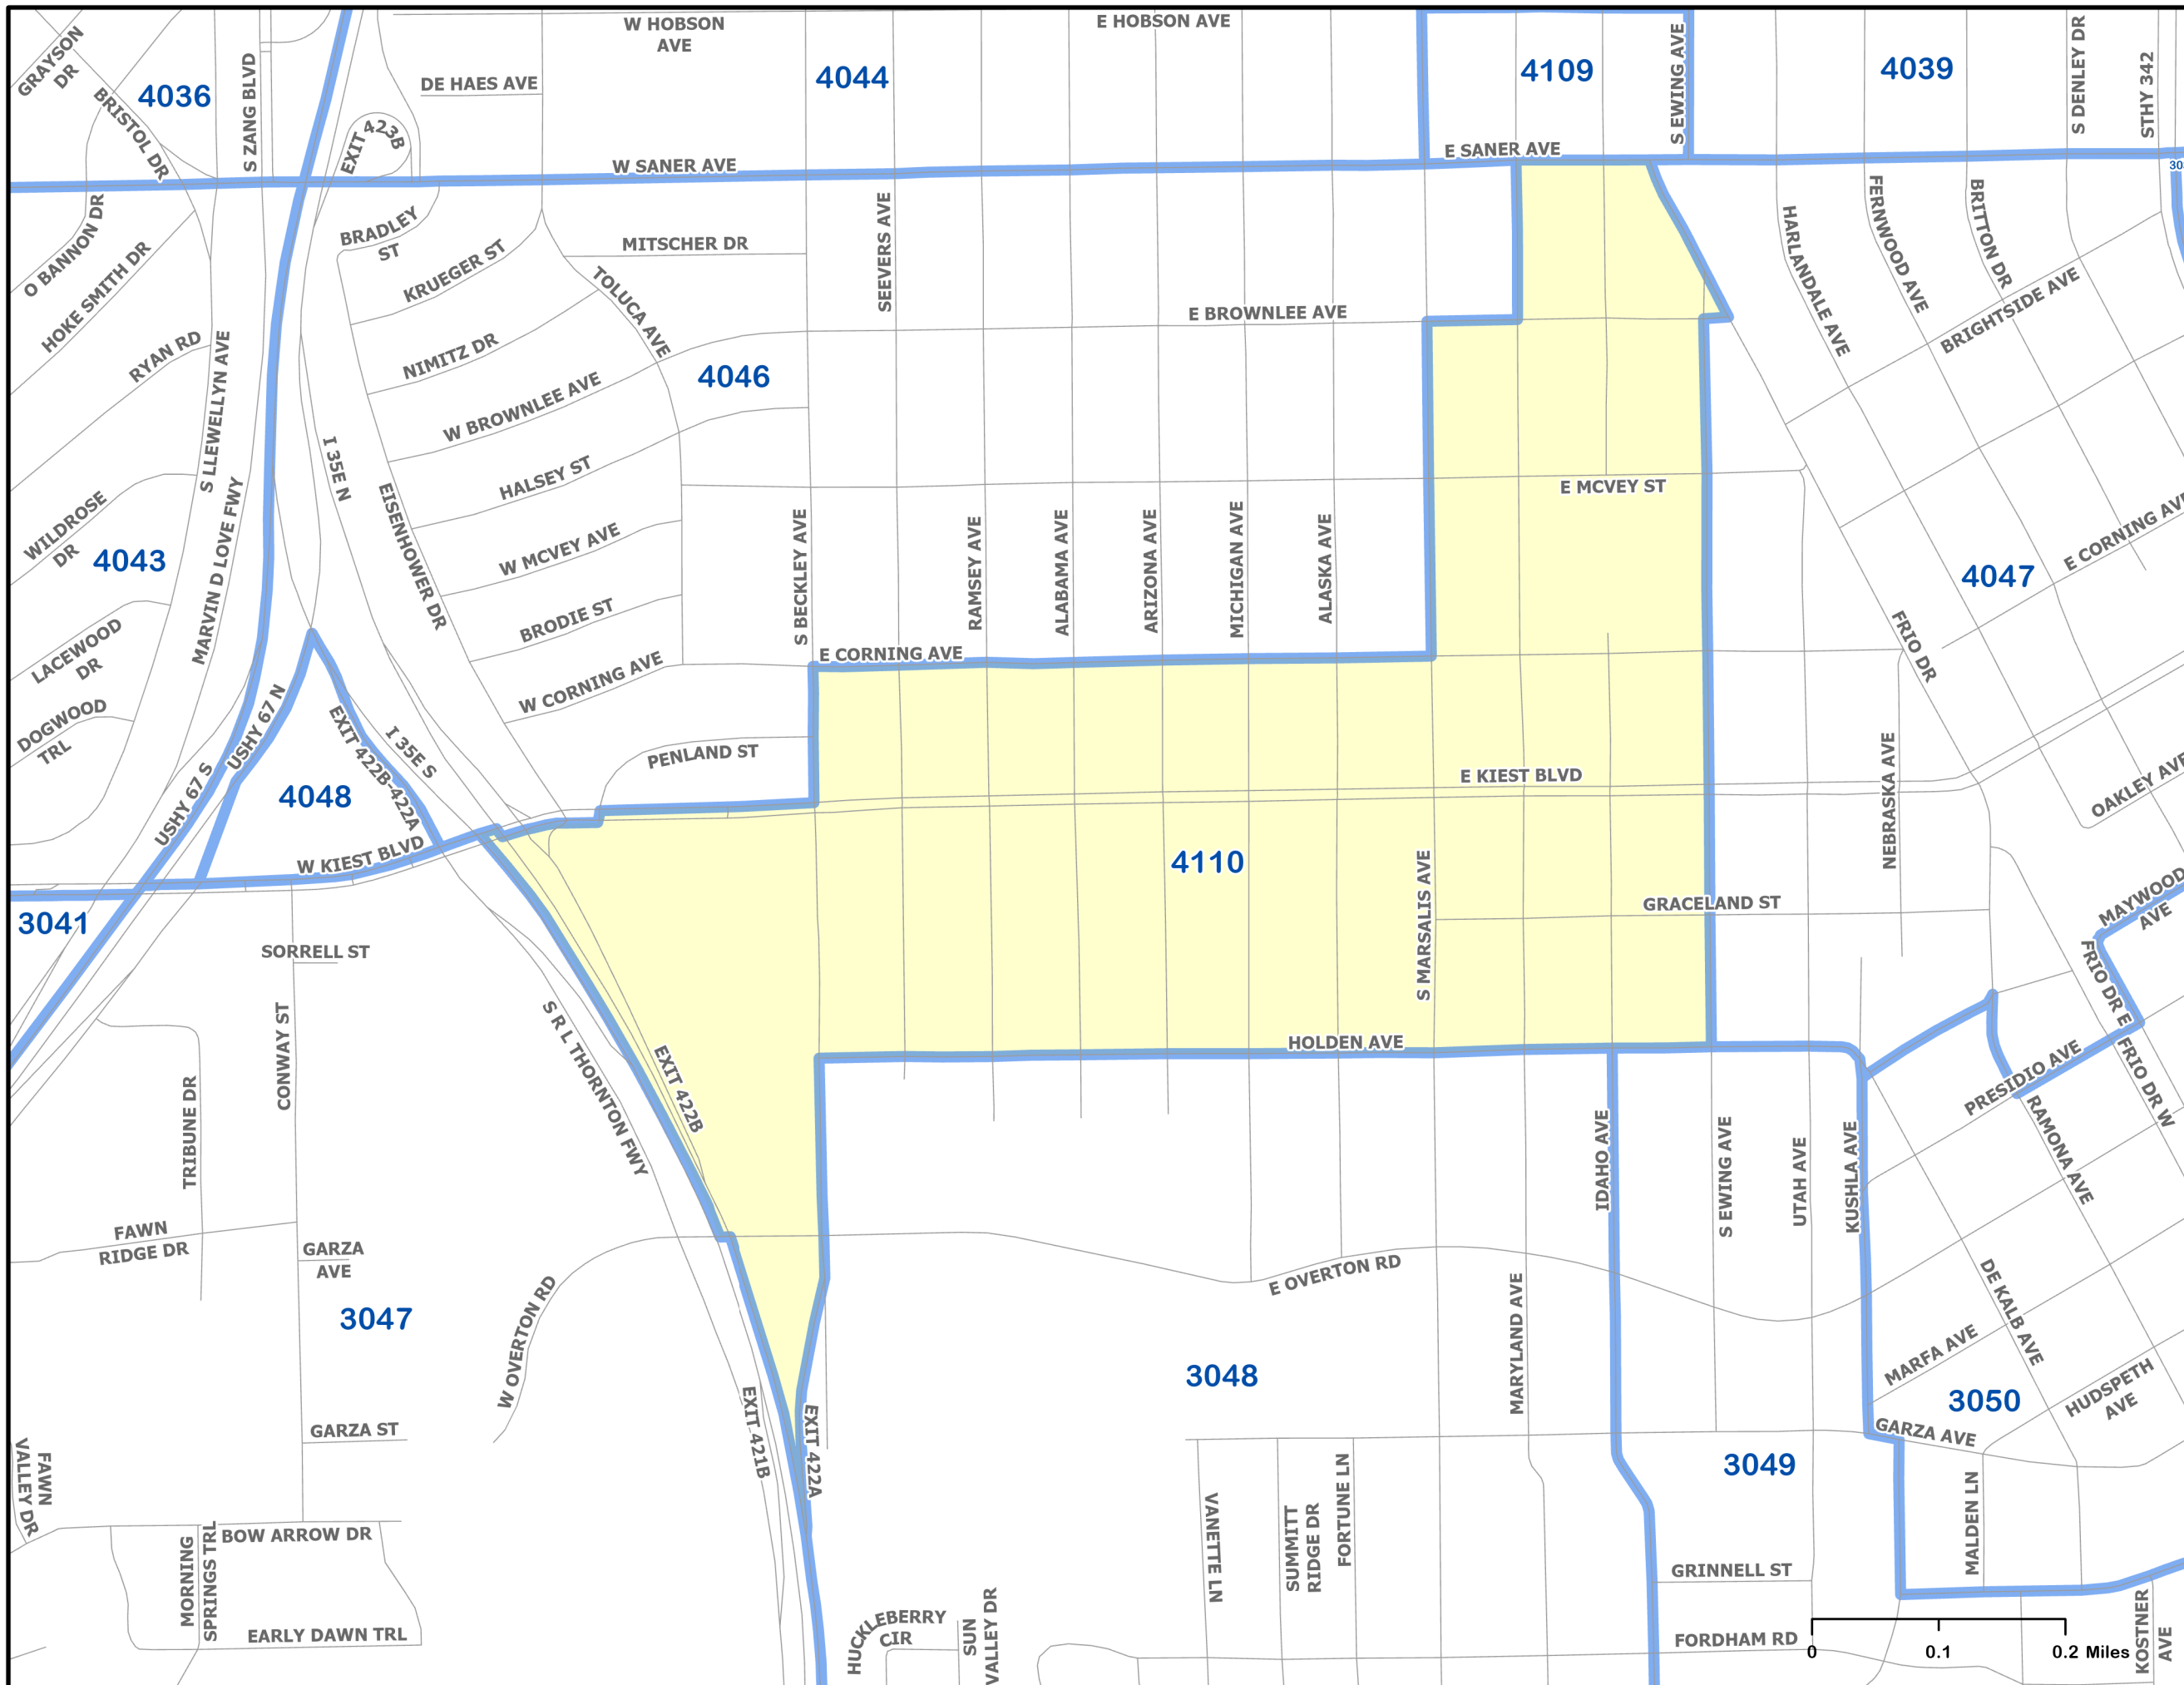 W HOBSON
AVE
E HOBSON AVE
GRAYSON
DR
4036
S ZANG BLVD
DE HAES AVE
4044
4109
S EWING AVE
4039
S DENLEY DR
STHY 342
BRISTOL DR
EXIT 423B
W SANER AVE
E SANER AVE
O BANNON DR
HOKE SMITH DR
BRADLEY
ST
KRUEGER ST
MITSCHER DR
SEEVERS AVE
TOLUCA AVE
E BROWNLEE AVE
HARLANDALE AVE
FERNWOOD AVE
BRITTON DR
BRIGHTSIDE AVE
RYAN RD
S LLEWELLYN AVE
NIMITZ DR
4046
W BROWNLEE AVE
I 35E N
HALSEY ST
E MCVEY ST
WILDROSE
DR
4043
MARVIN D LOVE FWY
EISENHOWER DR
W MCVEY AVE
S BECKLEY AVE
RAMSEY AVE
ALABAMA AVE
ARIZONA AVE
MICHIGAN AVE
ALASKA AVE
4047
E CORNING AVE
BRODIE ST
LACEWOOD
DR
E CORNING AVE
FRIO DR
W CORNING AVE
DOGWOOD
TRL
USHY 67 N
EXIT 422B-422A
I 35E S
PENLAND ST
E KIEST BLVD
NEBRASKA AVE
OAKLEY AVE
USHY 67 S
4048
W KIEST BLVD
4110
S MARSALIS AVE
GRACELAND ST
MAYWOOD
AVE
3041
SORRELL ST
FRIO DR E
CONWAY ST
S R L THORNTON FWY
EXIT 422B
HOLDEN AVE
PRESIDIO AVE
FRIO DR W
TRIBUNE DR
IDAHO AVE
S EWING AVE
UTAH AVE
KUSHLA AVE
RAMONA AVE
FAWN
RIDGE DR
GARZA
AVE
3047
W OVERTON RD
E OVERTON RD
MARYLAND AVE
DE KALB AVE
MARFA AVE
HUDSPETH
AVE
3048
3050
GARZA ST
EXIT 421B
EXIT 422A
GARZA AVE
3049
FAWN
VALLEY DR
BOW ARROW DR
MORNING
SPRINGS TRL
VANETTE LN
SUMMITT
RIDGE DR
FORTUNE LN
MALDEN LN
GRINNELL ST
EARLY DAWN TRL
HUCKLEBERRY
CIR
SUN
VALLEY DR
FORDHAM RD
KOSTNER
AVE
0 0.1 0.2 Miles